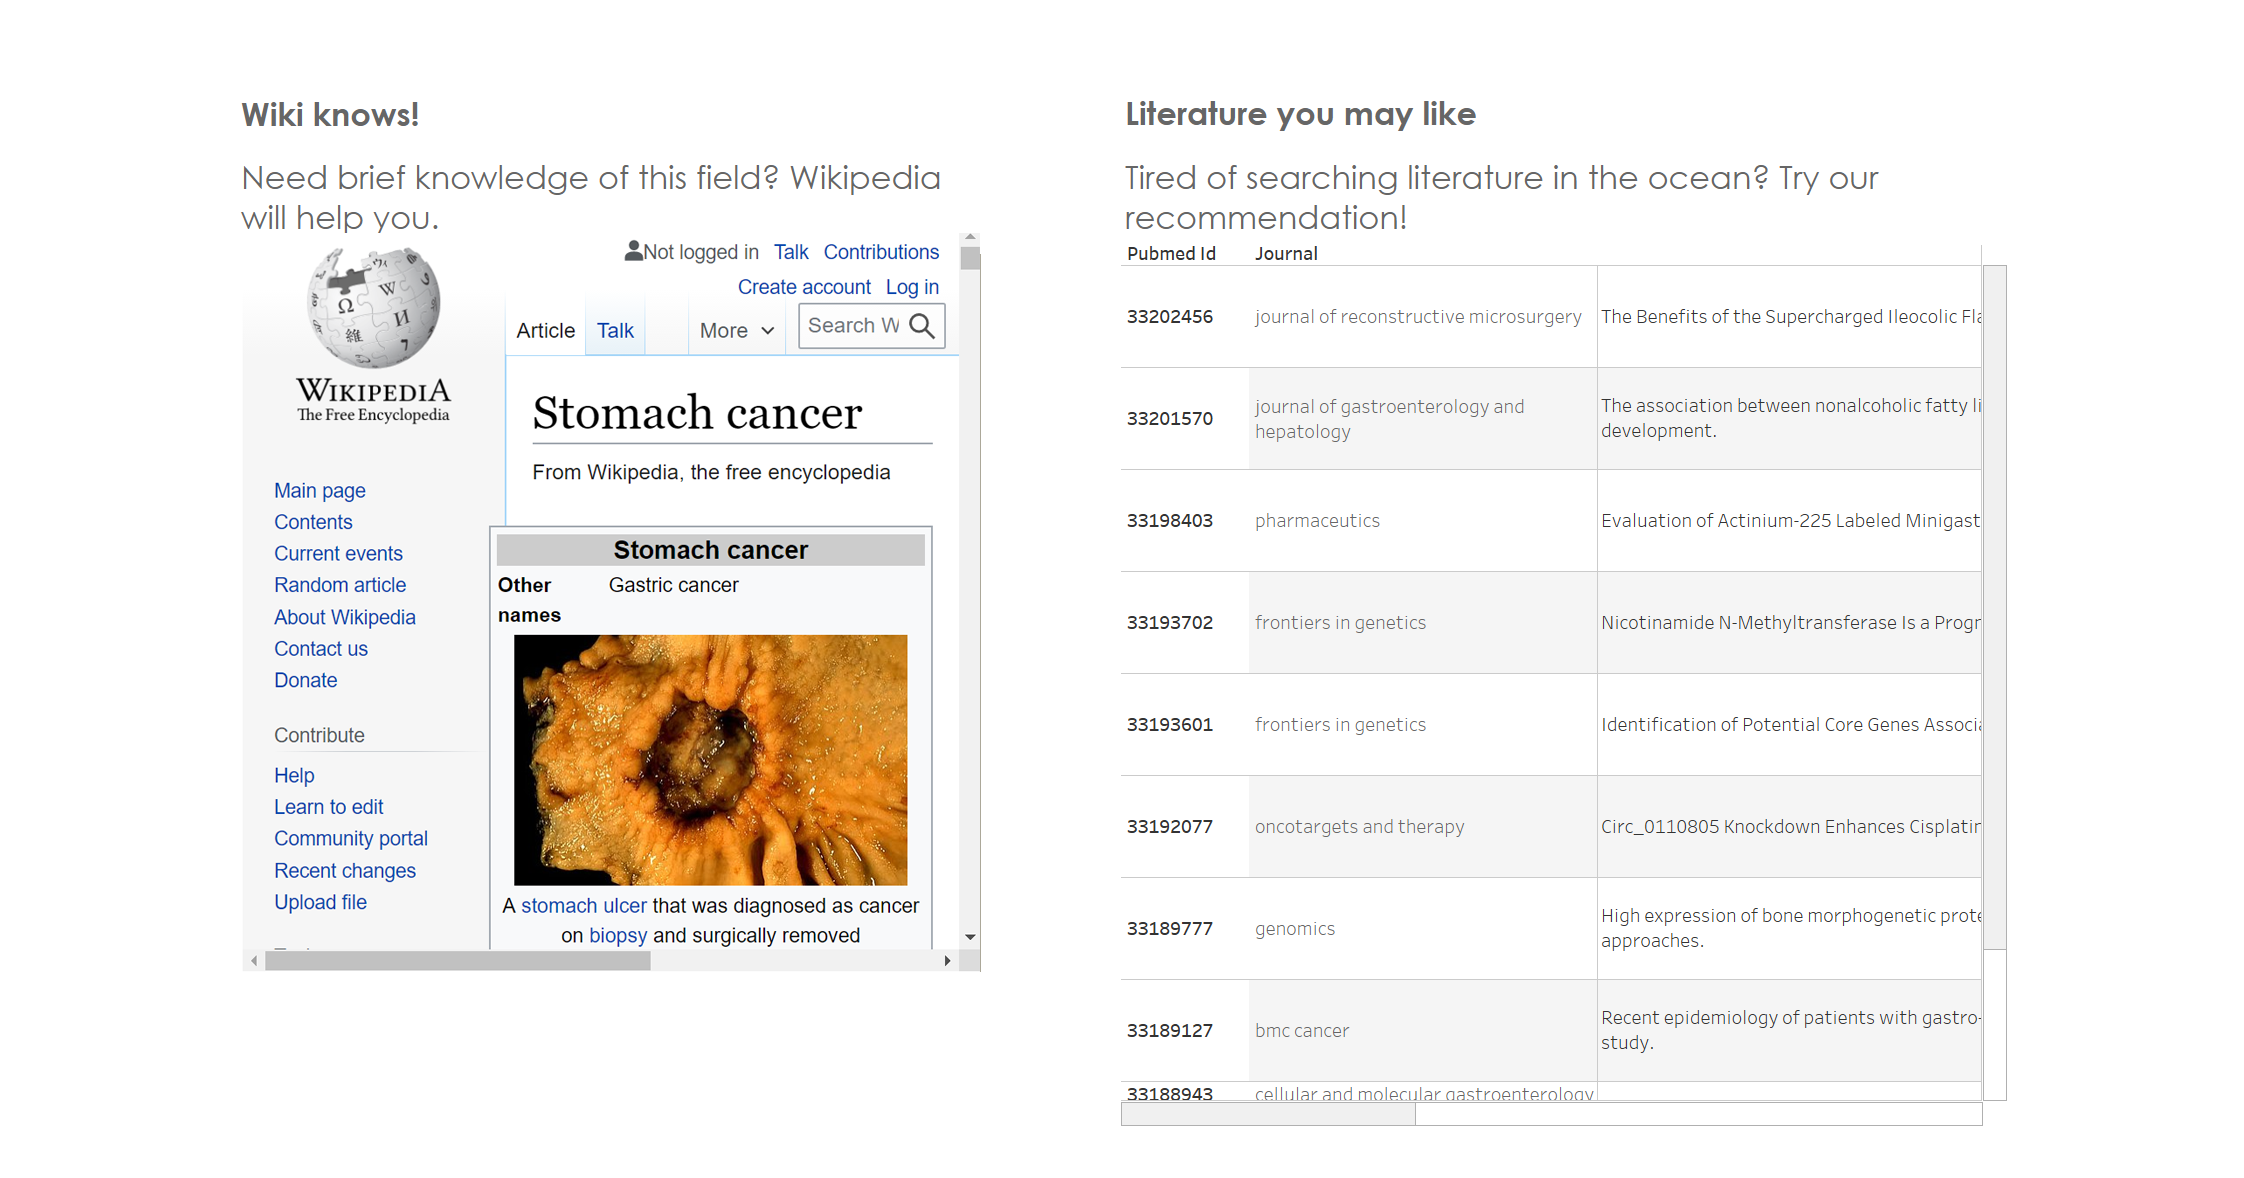 Wiki knows!
Need brief knowledge of this field? Wikipedia
will help you.
WIKIPEDIA
The Free Encyclopedia
Not logged in Talk Contributions
Create account Log in
Article Talk More Search W
Stomach cancer
From Wikipedia, the free encyclopedia
Main page
Contents
Current events
Random article
About Wikipedia
Contact us
Donate
Contribute
Help
Learn to edit
Community portal
Recent changes
Upload file
Stomach cancer
Other Gastric cancer
names
A stomach ulcer that was diagnosed as cancer
on biopsy and surgically removed
Literature you may like
Tired of searching literature in the ocean? Try our
recommendation!
Pubmed Id Journal
33202456 journal of reconstructive microsurgery The Benefits of the Supercharged Ileocolic Fla
33201570 journal of gastroenterology and
hepatology
The association between nonalcoholic fatty li
development.
33198403 pharmaceutics Evaluation of Actinium-225 Labeled Minigast
33193702 frontiers in genetics Nicotinamide N-Methyltransferase Is a Progr
33193601 frontiers in genetics Identification of Potential Core Genes Associa
33192077 oncotargets and therapy Circ_0110805 Knockdown Enhances Cisplatin
33189777 genomics High expression of bone morphogenetic prote
approaches.
33189127 bmc cancer Recent epidemiology of patients with gastro-
study.
33188943 cellular and molecular gastroenterology